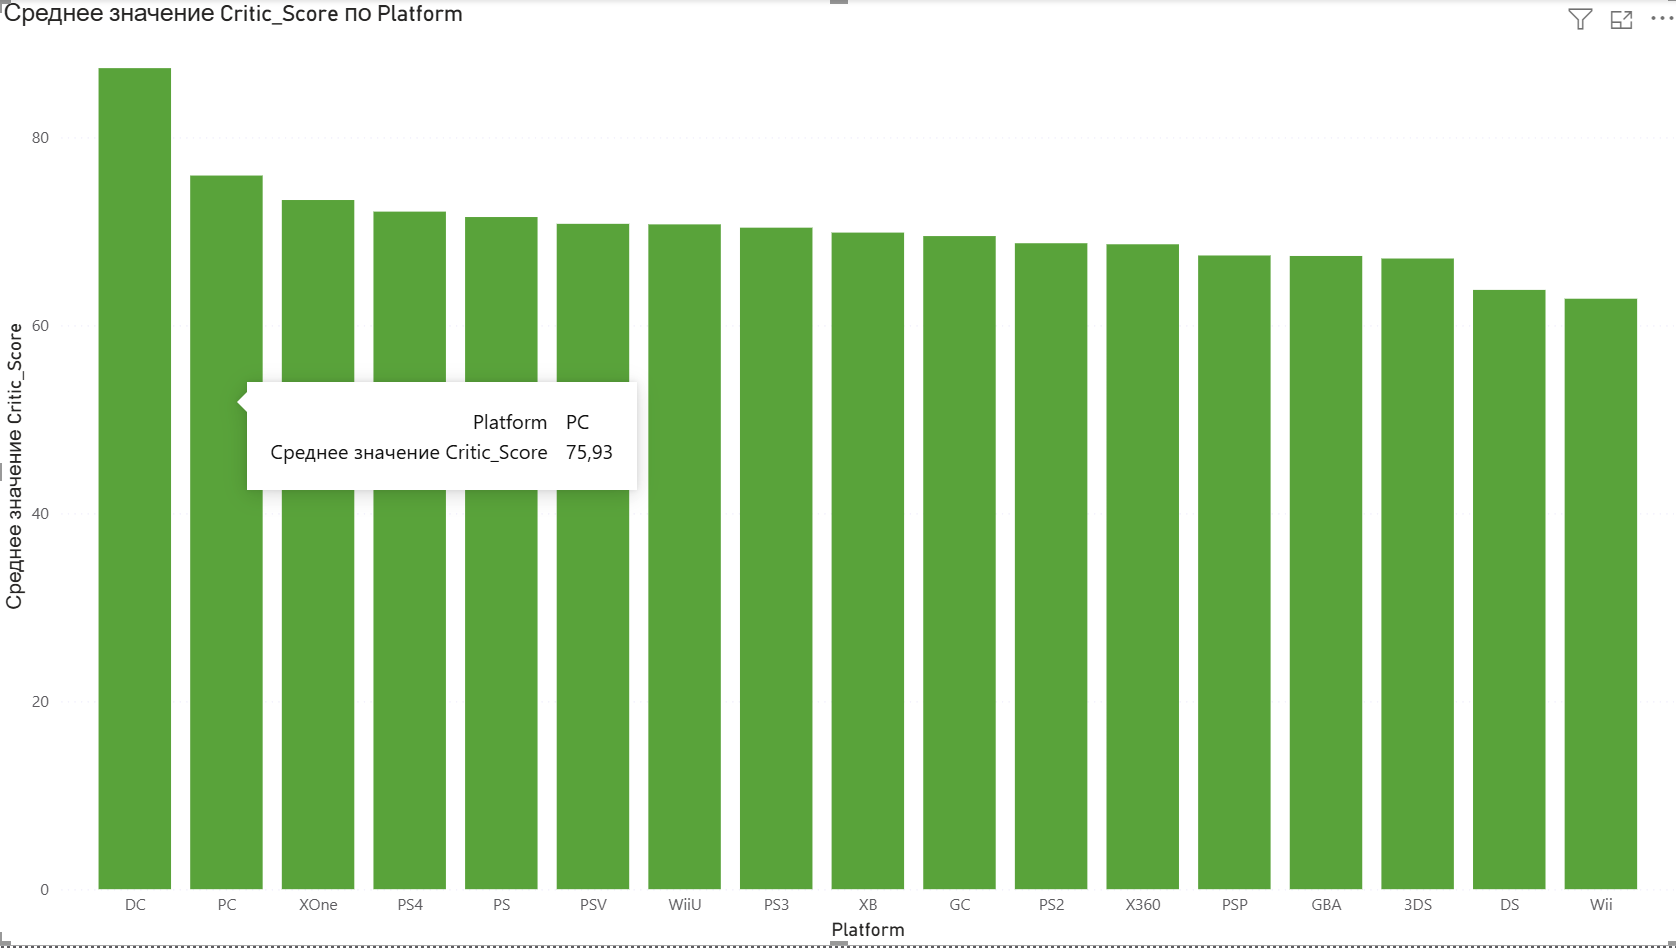 Среднее значение Critic_Score по Platform
80
60
40
20
0
Среднее значение Critic_Score
Platform PC
Среднее значение Critic_Score 75,93
DC PC XOne PS4 PS PSV WiiU PS3 XB GC PS2 X360 PSP GBA 3DS DS Wii
Platform